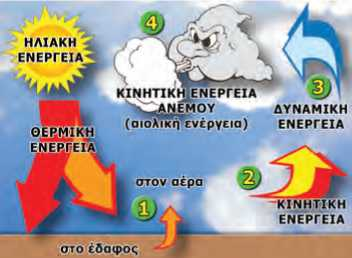 ΗΛΙΑΚΗ
ΕΝΕΡΓΕΙΑ
4
ΚΙΝΗΤΙΚΗ ΕΝΕΡΓΕΙΑ
ΑΝΕΜΟΥ
(αιολική ενέργεια)
3
ΔΥΝΑΜΙΚΗ
ΕΝΕΡΓΕΙΑ
ΘΕΡΜΙΚΗ
ΕΝΕΡΓΕΙΑ
στον αέρα
1
2
ΚΙΝΗΤΙΚΗ
ΕΝΕΡΓΕΙΑ
στο έδαφος